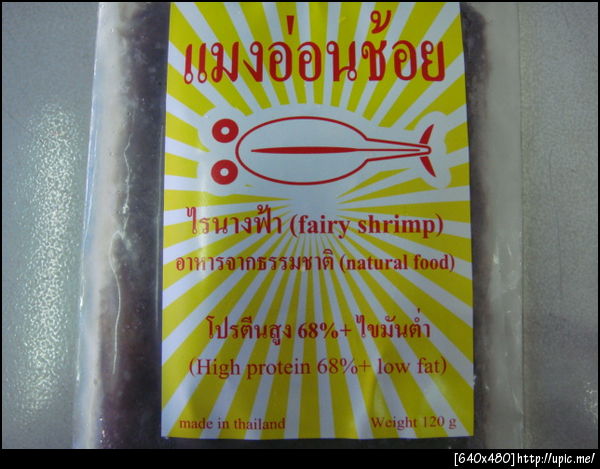 แมงอ่อนช้อย
ไรนางฟ้า (fairy shrimp)
อาหารจากธรรมชาติ (natural food)
โปรตีนสูง 68%+ ไขมันต่ำ
(High protein 68%+ low fat)
made in thailand Weight 120 g
[640x480]http://upic.me/